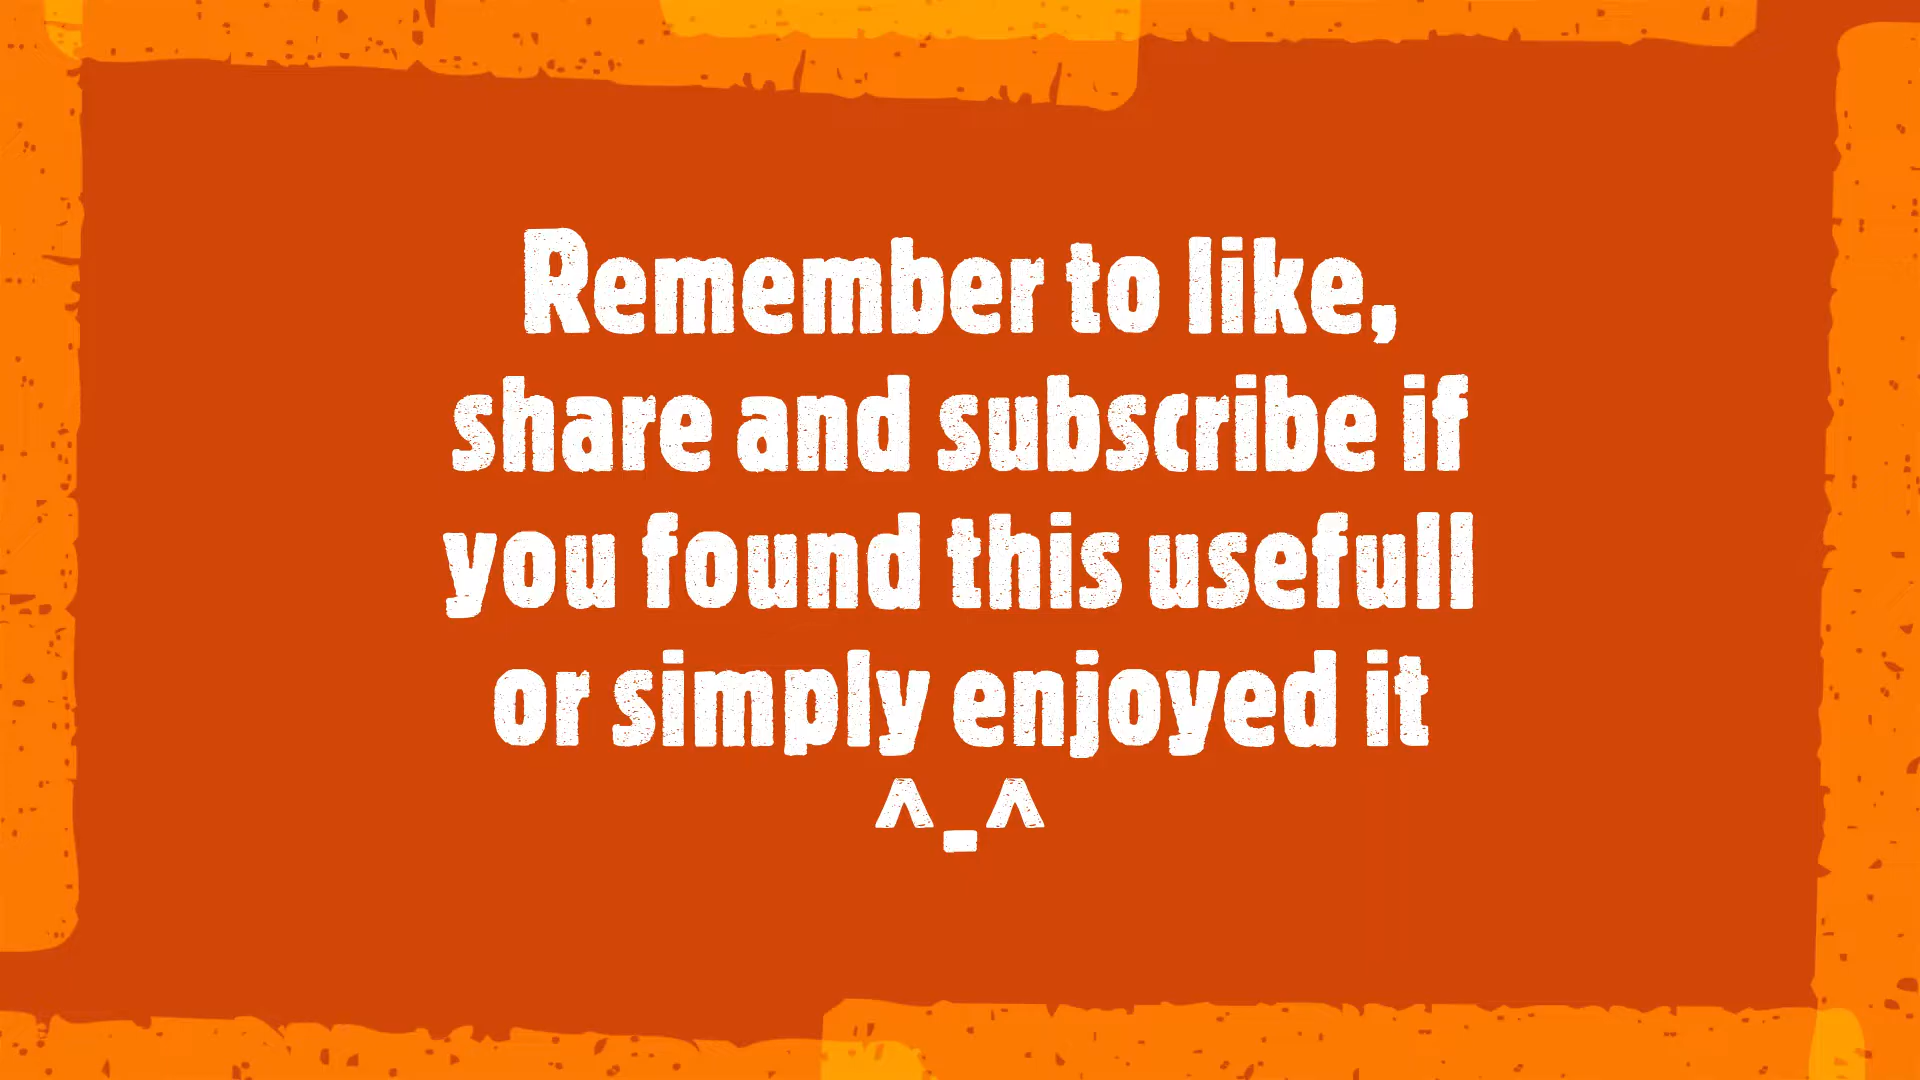 Remember to like,
share and subscribe if
you found this usefull
or simply enjoyed it
^_^